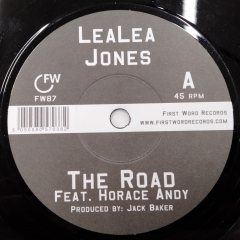 LeaLea
Jones
FW
FW87
A
45 RPM
First Word Records
www.firstwordrecords.com
The Road
Feat. Horace Andy
Produced by: Jack Baker